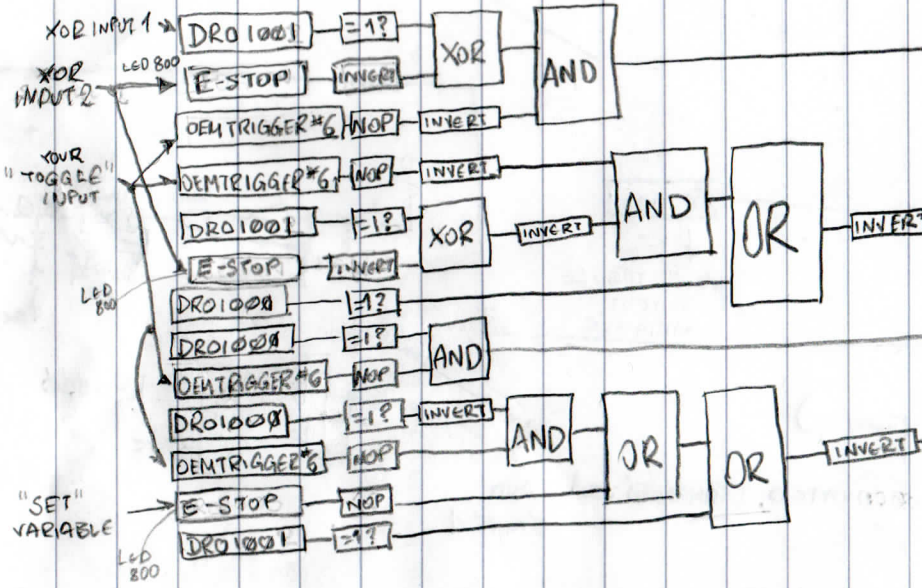 XOR INPUT 1
DRO1001
=1?
XOR
AND
XOR
INPUT 2
LED 800
E-STOP
INVERT
OEMTRIGGER#6
NOP
INVERT
YOUR
"TOGGLE"
INPUT
OEMTRIGGER#6
NOP
INVERT
AND
OR
DRO1001
=1?
XOR
INVERT
INVERT
E-STOP
INVERT
LED
800
DRO1000
=1?
DRO1000
=1?
AND
OEMTRIGGER#6
NOP
DRO1000
=1?
INVERT
AND
OR
OR
INVERT
OEMTRIGGER#6
NOP
"SET"
VARIABLE
E-STOP
NOP
LED
800
DRO1001
=1?